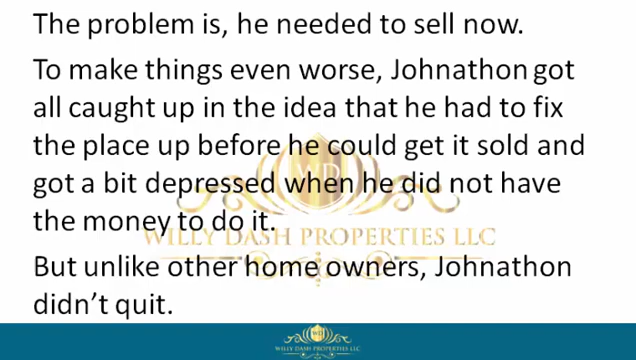 The problem is, he needed to sell now.
To make things even worse, Johnathon got
all caught up in the idea that he had to fix
the place up before he could get it sold and
got a bit depressed when he did not have
the money to do it.
WILLY DASH PROPERTIES LLC
But unlike other home owners, Johnathon
didn’t quit.
WILLY DASH PROPERTIES LLC